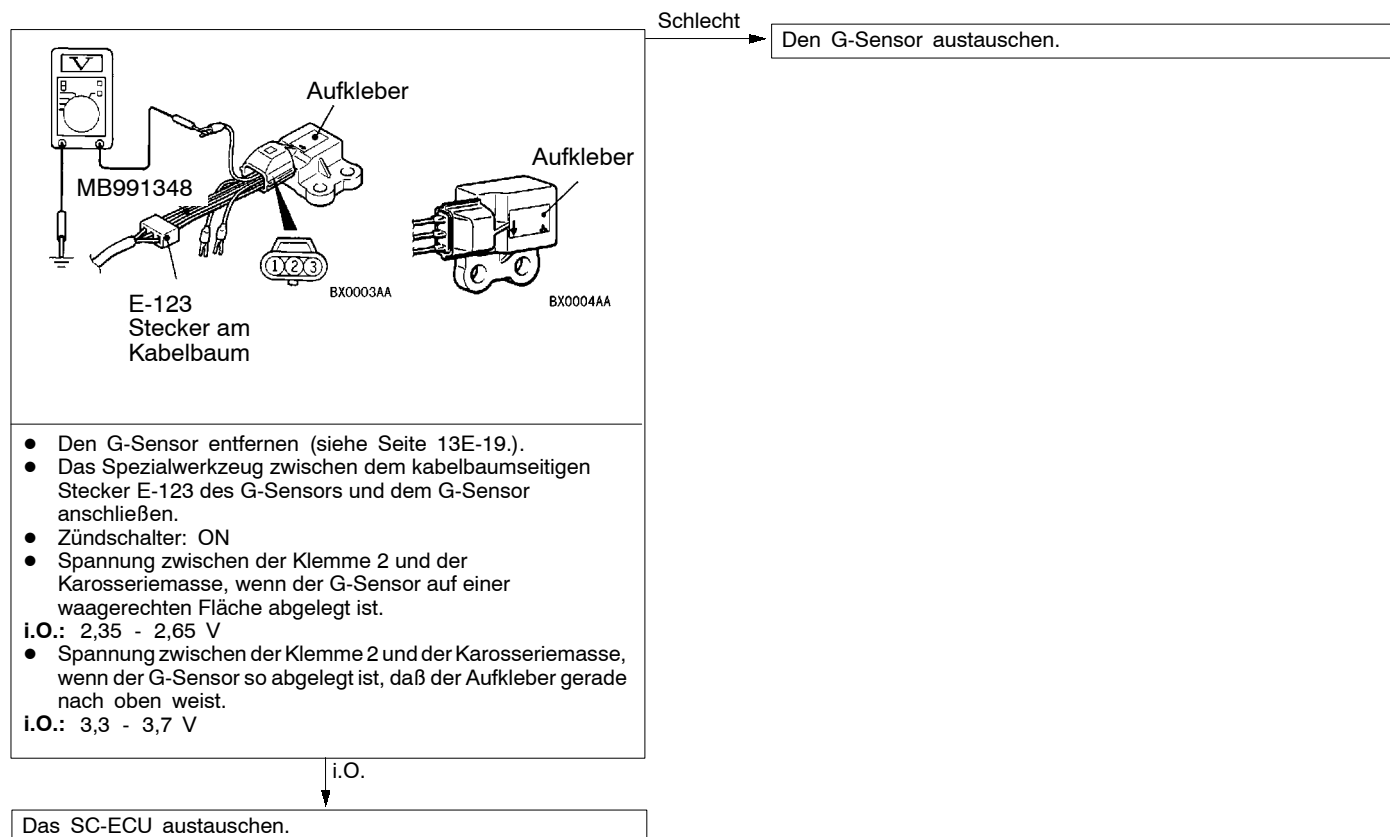 Schlecht
Den G-Sensor austauschen.
V
Aufkleber
Aufkleber
MB991348
1 2 3
BX0003AA
BX0004AA
E-123
Stecker am
Kabelbaum
● Den G-Sensor entfernen (siehe Seite 13E-19.).
● Das Spezialwerkzeug zwischen dem kabelbaumseitigen
Stecker E-123 des G-Sensors und dem G-Sensor
anschließen.
● Zündschalter: ON
● Spannung zwischen der Klemme 2 und der
Karosseriemasse, wenn der G-Sensor auf einer
waagerechten Fläche abgelegt ist.
i.O.: 2,35 - 2,65 V
● Spannung zwischen der Klemme 2 und der Karosseriemasse,
wenn der G-Sensor so abgelegt ist, daß der Aufkleber gerade
nach oben weist.
i.O.: 3,3 - 3,7 V
i.O.
Das SC-ECU austauschen.